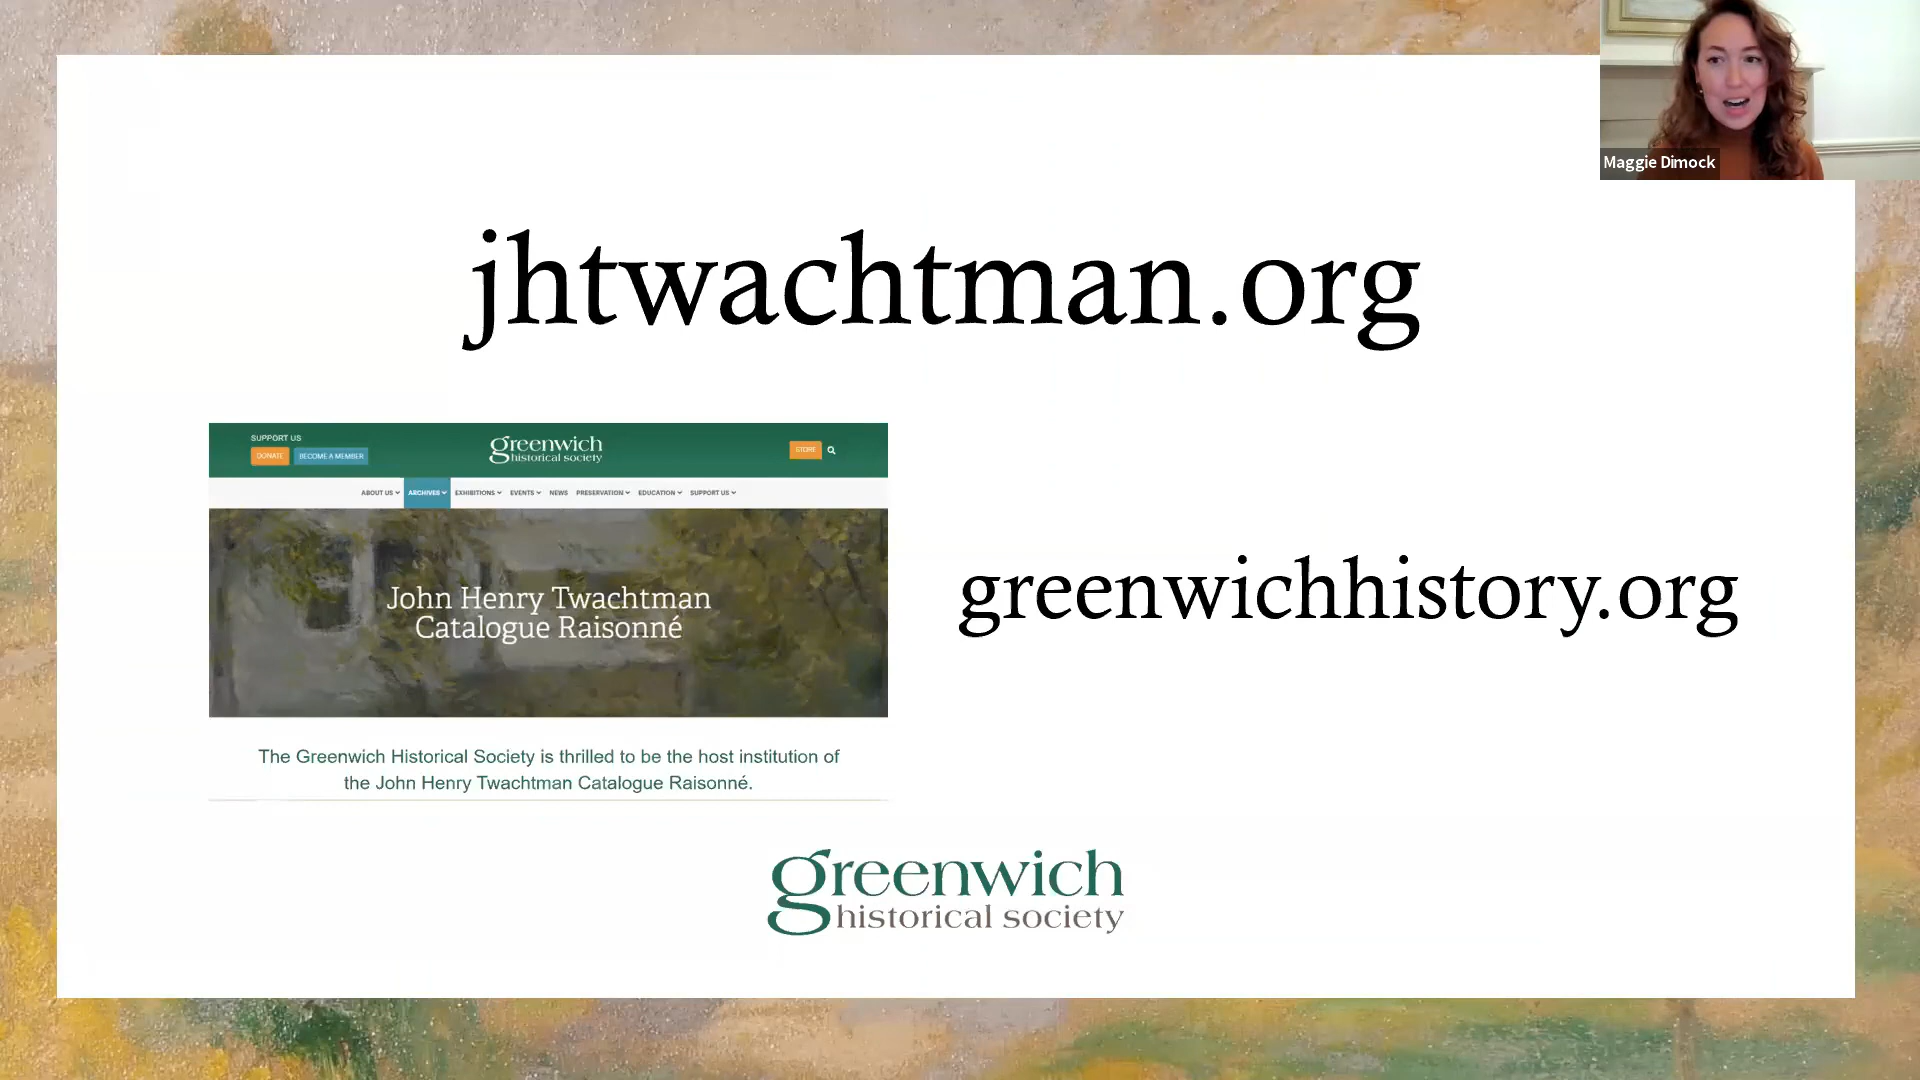 Maggie Dimock
jhtwachtman.org
SUPPORT US
DONATE
BECOME A MEMBER
greenwich
historical society
STORE
ABOUT US
ARCHIVES
EXHIBITIONS
EVENTS
NEWS
PRESERVATION
EDUCATION
SUPPORT US
John Henry Twachtman
Catalogue Raisonné
greenwichhistory.org
The Greenwich Historical Society is thrilled to be the host institution of
the John Henry Twachtman Catalogue Raisonné.
greenwich
historical society